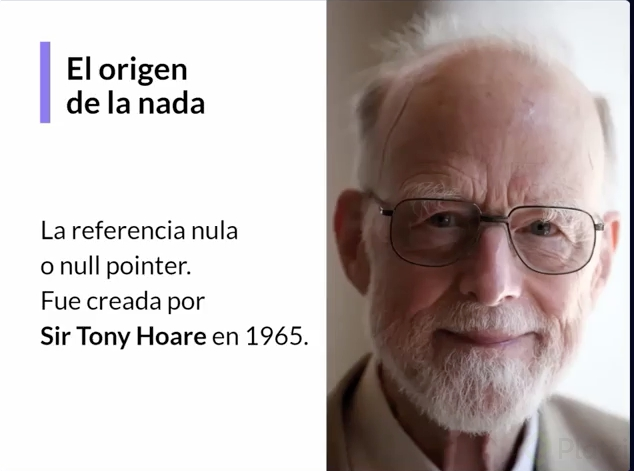 El origen
de la nada
La referencia nula
o null pointer.
Fue creada por
Sir Tony Hoare en 1965.